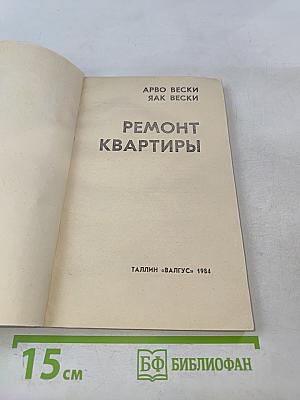 АРВО ВЕСКИ
ЯАК ВЕСКИ
РЕМОНТ
КВАРТИРЫ
ТАЛЛИН «ВАЛГУС» 1984
15 см
БФ БИБЛИОФАН